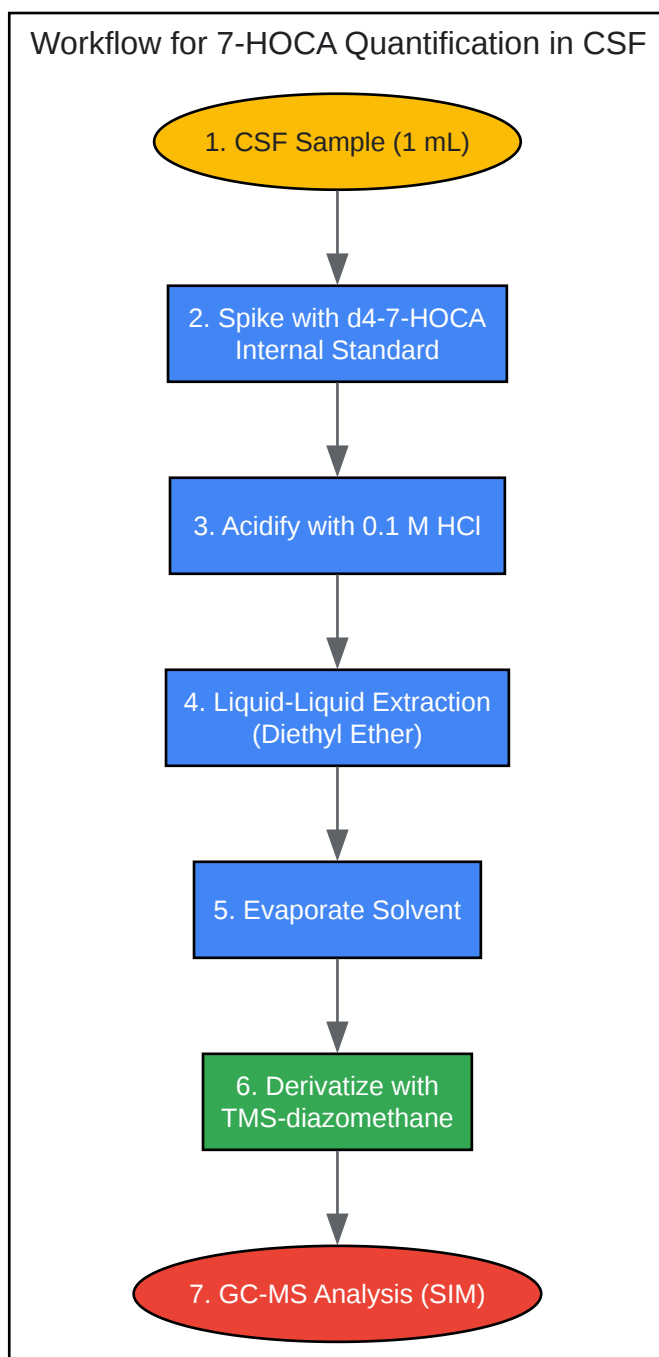 Workflow for 7-HOCA Quantification in CSF
1. CSF Sample (1 mL)
2. Spike with d4-7-HOCA
Internal Standard
3. Acidify with 0.1 M HCl
4. Liquid-Liquid Extraction
(Diethyl Ether)
5. Evaporate Solvent
6. Derivatize with
TMS-diazomethane
7. GC-MS Analysis (SIM)